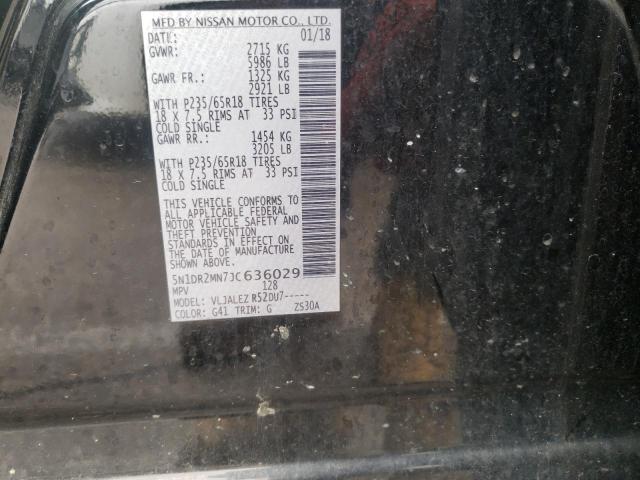 MFD BY NISSAN MOTOR CO., LTD.
DATE: 01/18
GVWR: 2715 KG
5986 LB
GAWR FR.: 1325 KG
2921 LB
WITH P235/65R18 TIRES
18 X 7.5 RIMS AT 33 PSI
COLD SINGLE
GAWR RR.: 1454 KG
3205 LB
WITH P235/65R18 TIRES
18 X 7.5 RIMS AT 33 PSI
COLD SINGLE
THIS VEHICLE CONFORMS TO
ALL APPLICABLE FEDERAL
MOTOR VEHICLE SAFETY AND
THEFT PREVENTION
STANDARDS IN EFFECT ON
THE DATE OF MANUFACTURE
SHOWN ABOVE.
5N1DR2MN7JC636029
MPV 128
MODEL: VLJALEZ R52DU7-----
COLOR: G41 TRIM: G ZS30A